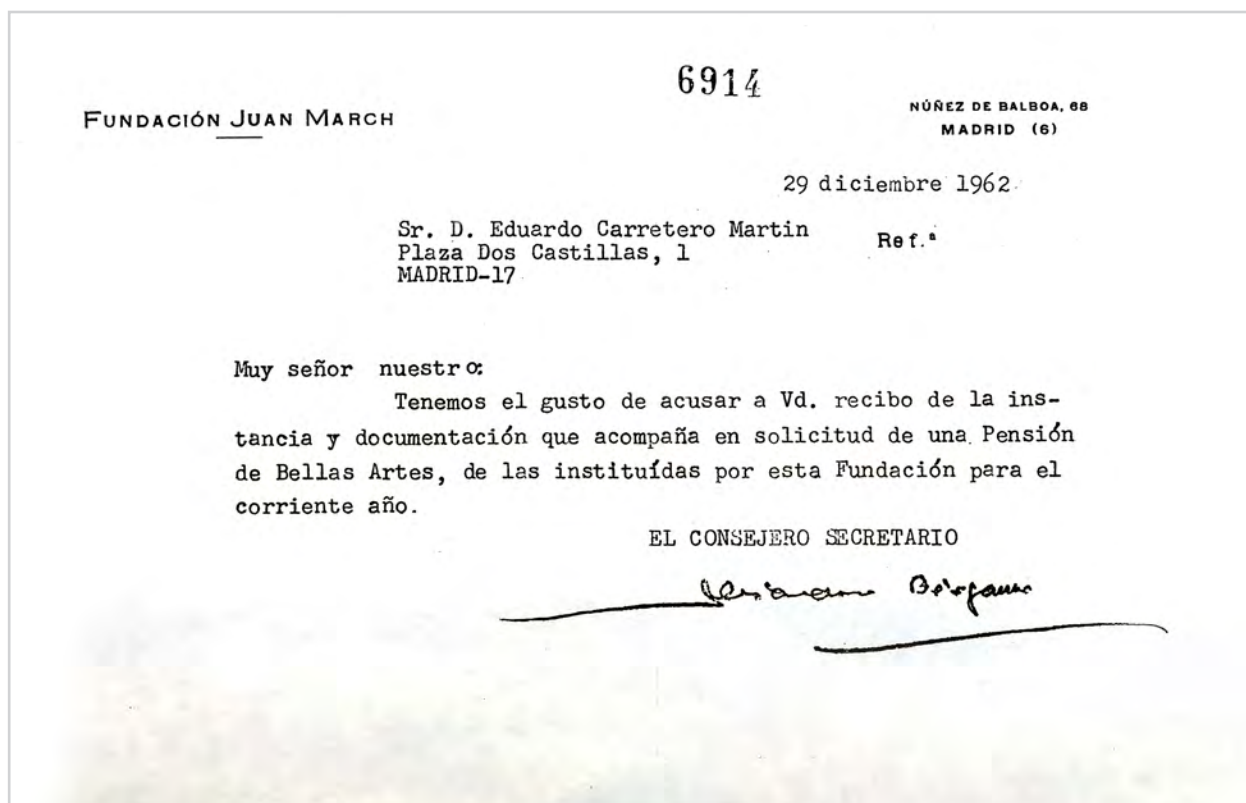 6914
FUNDACIÓN JUAN MARCH
NÚÑEZ DE BALBOA, 68
MADRID (6)
29 diciembre 1962
Sr. D. Eduardo Carretero Martin
Plaza Dos Castillas, 1
MADRID-17
Ref.ª
Muy señor nuestro:
Tenemos el gusto de acusar a Vd. recibo de la ins-
tancia y documentación que acompaña en solicitud de una Pensión
de Bellas Artes, de las instituídas por esta Fundación para el
corriente año.
EL CONSEJERO SECRETARIO